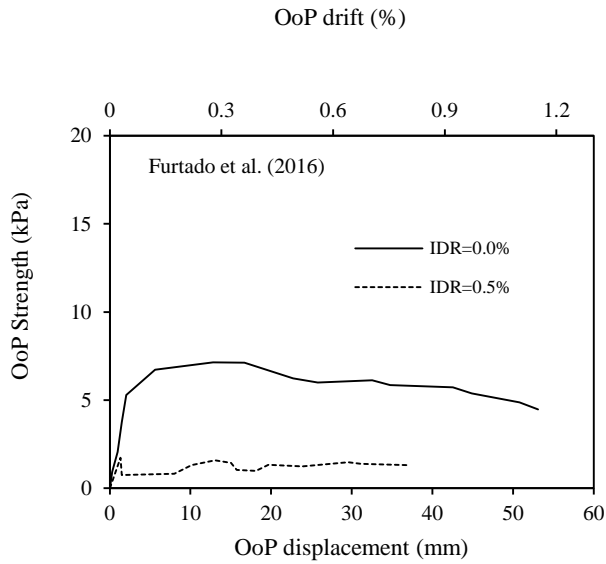 OoP drift (%)
0 0.3 0.6 0.9 1.2
20
15
10
5
0
OoP Strength (kPa)
Furtado et al. (2016)
IDR=0.0%
IDR=0.5%
0 10 20 30 40 50 60
OoP displacement (mm)